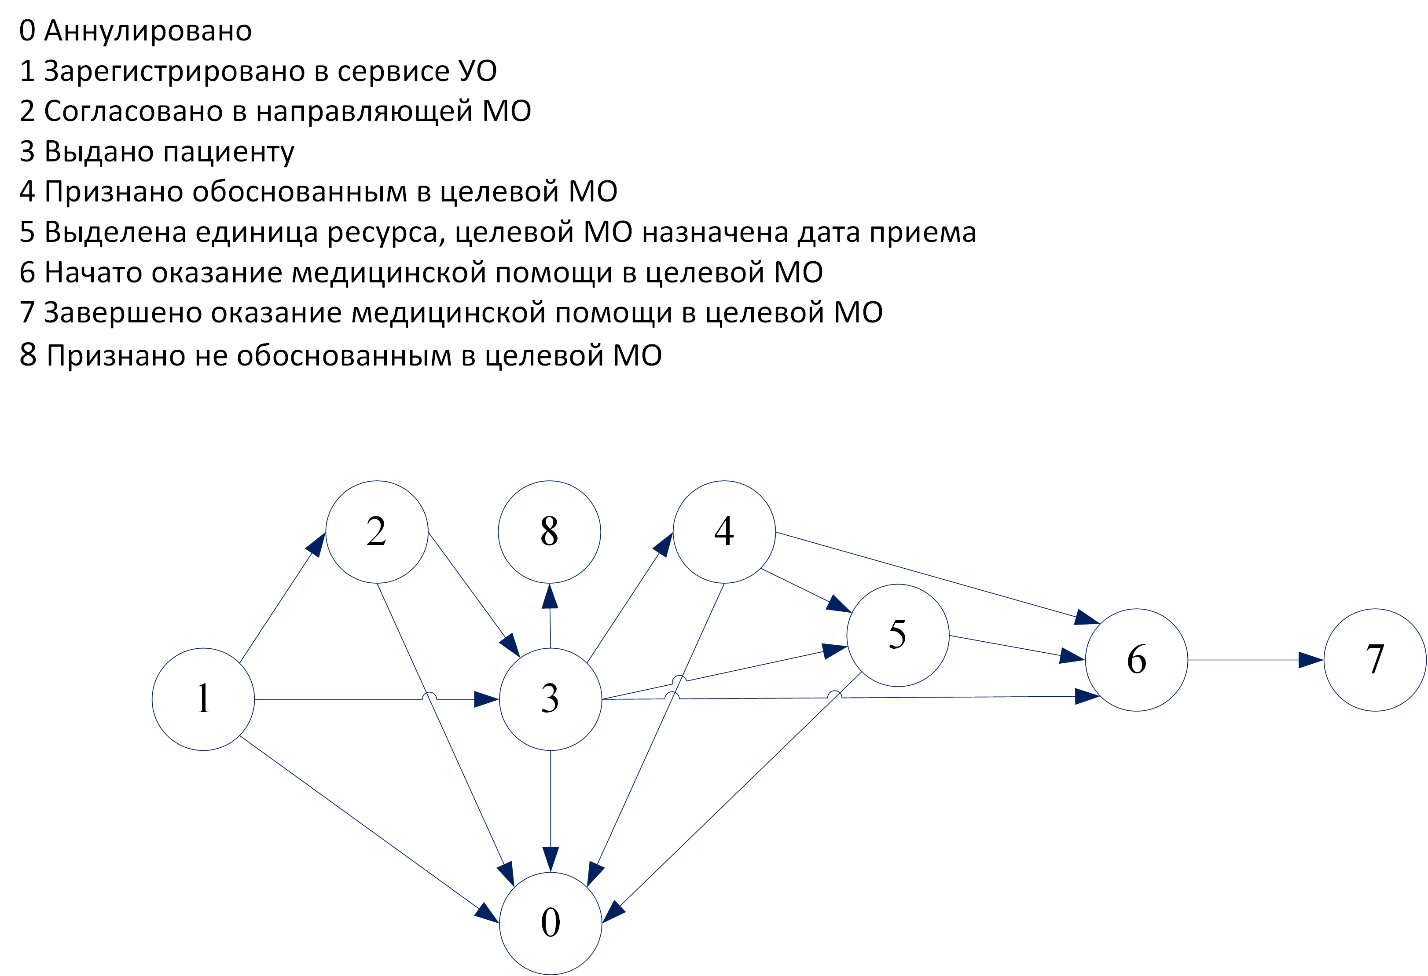 0 Аннулировано
1 Зарегистрировано в сервисе УО
2 Согласовано в направляющей МО
3 Выдано пациенту
4 Признано обоснованным в целевой МО
5 Выделена единица ресурса, целевой МО назначена дата приема
6 Начато оказание медицинской помощи в целевой МО
7 Завершено оказание медицинской помощи в целевой МО
8 Признано не обоснованным в целевой МО
2
8
4
5
6
7
1
3
0